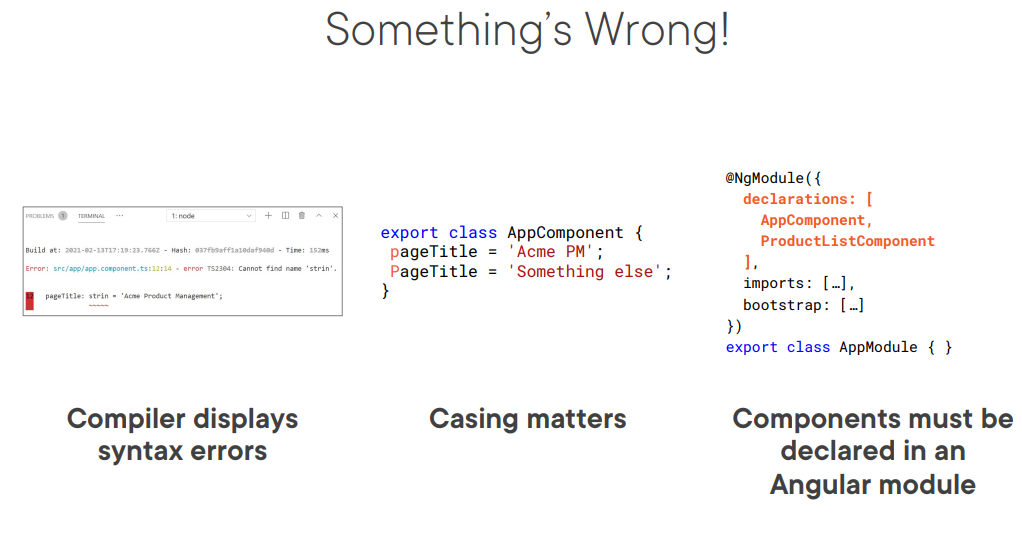 Something's Wrong!
PROBLEMS 1 TERMINAL ··· 1: node
Build at: 2021-02-13T17:19:23.766Z - Hash: 037fb9aff1a18daf940d - Time: 152ms
Error: src/app/app.component.ts:12:14 - error TS2304: Cannot find name 'strin'.
12 pageTitle: strin = 'Acme Product Management';
~~~~~
Compiler displays
syntax errors
export class AppComponent {
pageTitle = 'Acme PM';
PageTitle = 'Something else';
}
Casing matters
@NgModule({
declarations: [
AppComponent,
ProductListComponent
],
imports: […],
bootstrap: […]
})
export class AppModule { }
Components must be
declared in an
Angular module